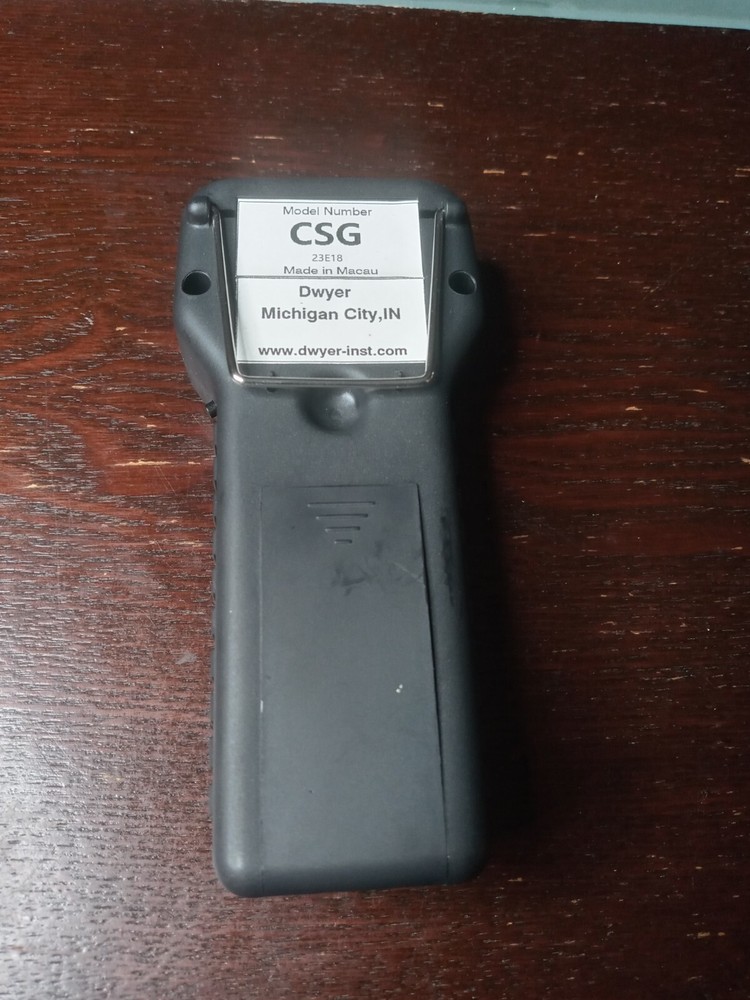 Model Number
CSG
23E18
Made in Macau
Dwyer
Michigan City,IN
www.dwyer-inst.com